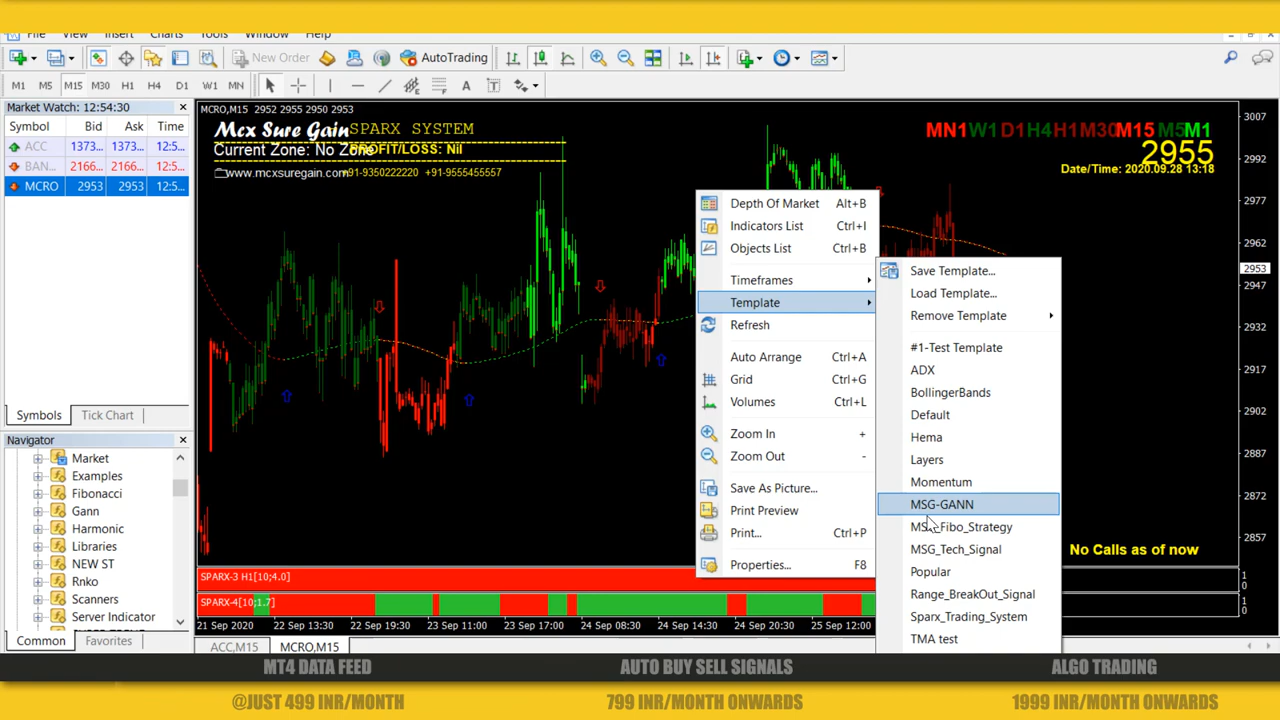 File View Insert Charts Tools Window Help
New Order AutoTrading
M1 M5 M15 M30 H1 H4 D1 W1 MN A T
Market Watch: 12:54:30
Symbol Bid Ask Time
ACC 1373... 1373... 12:5...
BAN... 2166... 2166... 12:5...
MCRO 2953 2953 12:5...
Symbols Tick Chart
Navigator
Market
Examples
Fibonacci
Gann
Harmonic
Libraries
NEW ST
Rnko
Scanners
Server Indicator
Common Favorites
MCRO,M15 2952 2955 2950 2953
Mcx Sure Gain SPARX SYSTEM
Current Zone: No Zone PROFIT/LOSS: Nil
www.mcxsuregain.com +91-9350222220 +91-9555455557
MN1 W1 D1 H4 H1 M30 M15 M5 M1
2955
Date/Time: 2020.09.28 13:18
Depth Of Market Alt+B
Indicators List Ctrl+I
Objects List Ctrl+B
Timeframes
Template
Refresh
Auto Arrange Ctrl+A
Grid Ctrl+G
Volumes Ctrl+L
Zoom In +
Zoom Out -
Save As Picture...
Print Preview
Print... Ctrl+P
Properties... F8
Save Template...
Load Template...
Remove Template
#1-Test Template
ADX
BollingerBands
Default
Hema
Layers
Momentum
MSG-GANN
MSG_Fibo_Strategy
MSG_Tech_Signal
Popular
Range_BreakOut_Signal
Sparx_Trading_System
TMA test
3007
2992
2977
2962
2953
2947
2932
2917
2902
2887
2872
2857
1
0
1
0
No Calls as of now
SPARX-3 H1[10;4.0]
SPARX-4[10;1.7]
21 Sep 2020 22 Sep 13:30 22 Sep 19:30 23 Sep 11:00 23 Sep 17:00 24 Sep 08:30 24 Sep 14:30 24 Sep 20:30 25 Sep 12:00
ACC,M15 MCRO,M15
MT4 DATA FEED AUTO BUY SELL SIGNALS ALGO TRADING
@JUST 499 INR/MONTH 799 INR/MONTH ONWARDS 1999 INR/MONTH ONWARDS